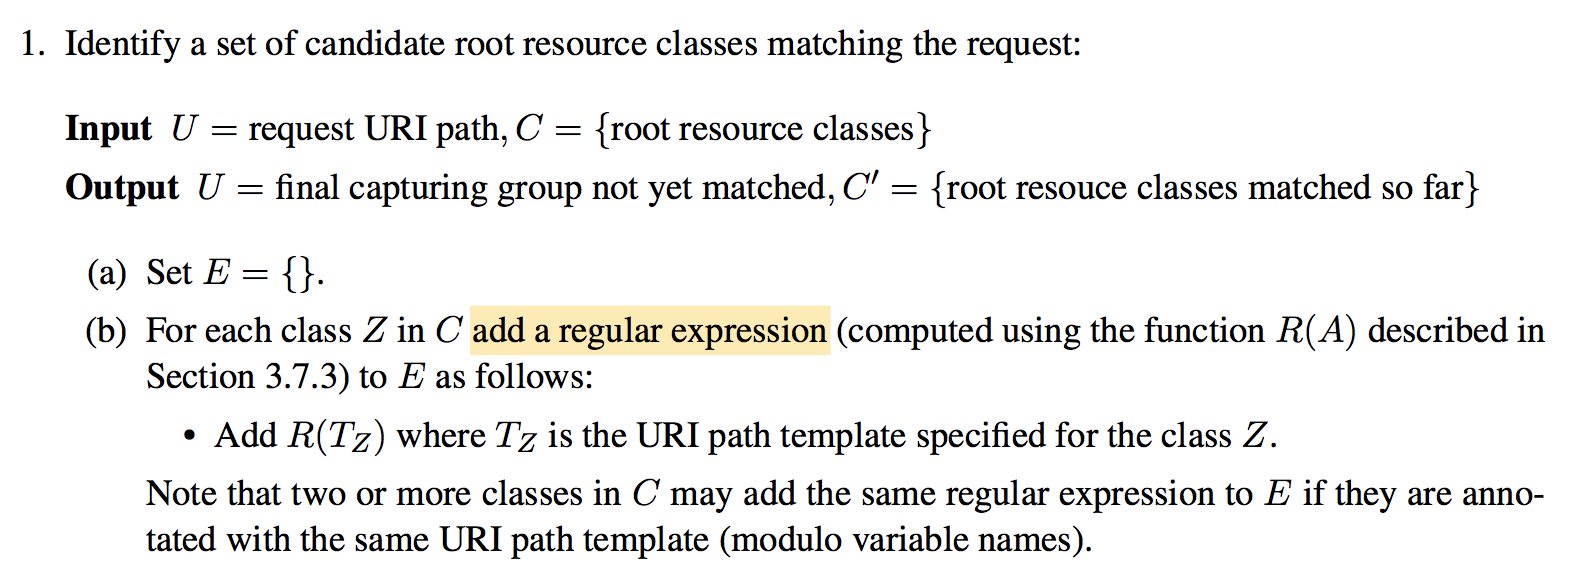 1. Identify a set of candidate root resource classes matching the request:
Input U = request URI path, C = {root resource classes}
Output U = final capturing group not yet matched, C′ = {root resouce classes matched so far}
(a) Set E = {}.
(b) For each class Z in C add a regular expression (computed using the function R(A) described in
Section 3.7.3) to E as follows:
• Add R(T_Z) where T_Z is the URI path template specified for the class Z.
Note that two or more classes in C may add the same regular expression to E if they are anno-
tated with the same URI path template (modulo variable names).